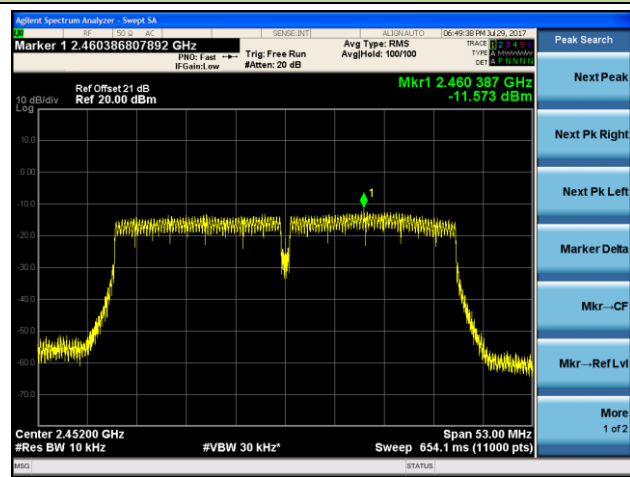 Agilent Spectrum Analyzer - Swept SA
LXI RF 50 Ω AC SENSE:INT ALIGNAUTO 06:49:38 PM Jul 29, 2017
Marker 1 2.460386807892 GHz
PNO: Fast
IFGain:Low
Trig: Free Run
#Atten: 20 dB
Avg Type: RMS
Avg|Hold: 100/100
TRACE 1 2 3 4 5 6
TYPE A M
DET A P N N N N
Peak Search
Ref Offset 21 dB
10 dB/div Ref 20.00 dBm
Log
Mkr1 2.460 387 GHz
-11.573 dBm
10.0
0.00
-10.0
-20.0
-30.0
-40.0
-50.0
-60.0
-70.0
1
Center 2.45200 GHz
#Res BW 10 kHz
#VBW 30 kHz*
Span 53.00 MHz
Sweep 654.1 ms (11000 pts)
MSG STATUS
Next Peak
Next Pk Right
Next Pk Left
Marker Delta
Mkr→CF
Mkr→Ref Lvl
More
1 of 2